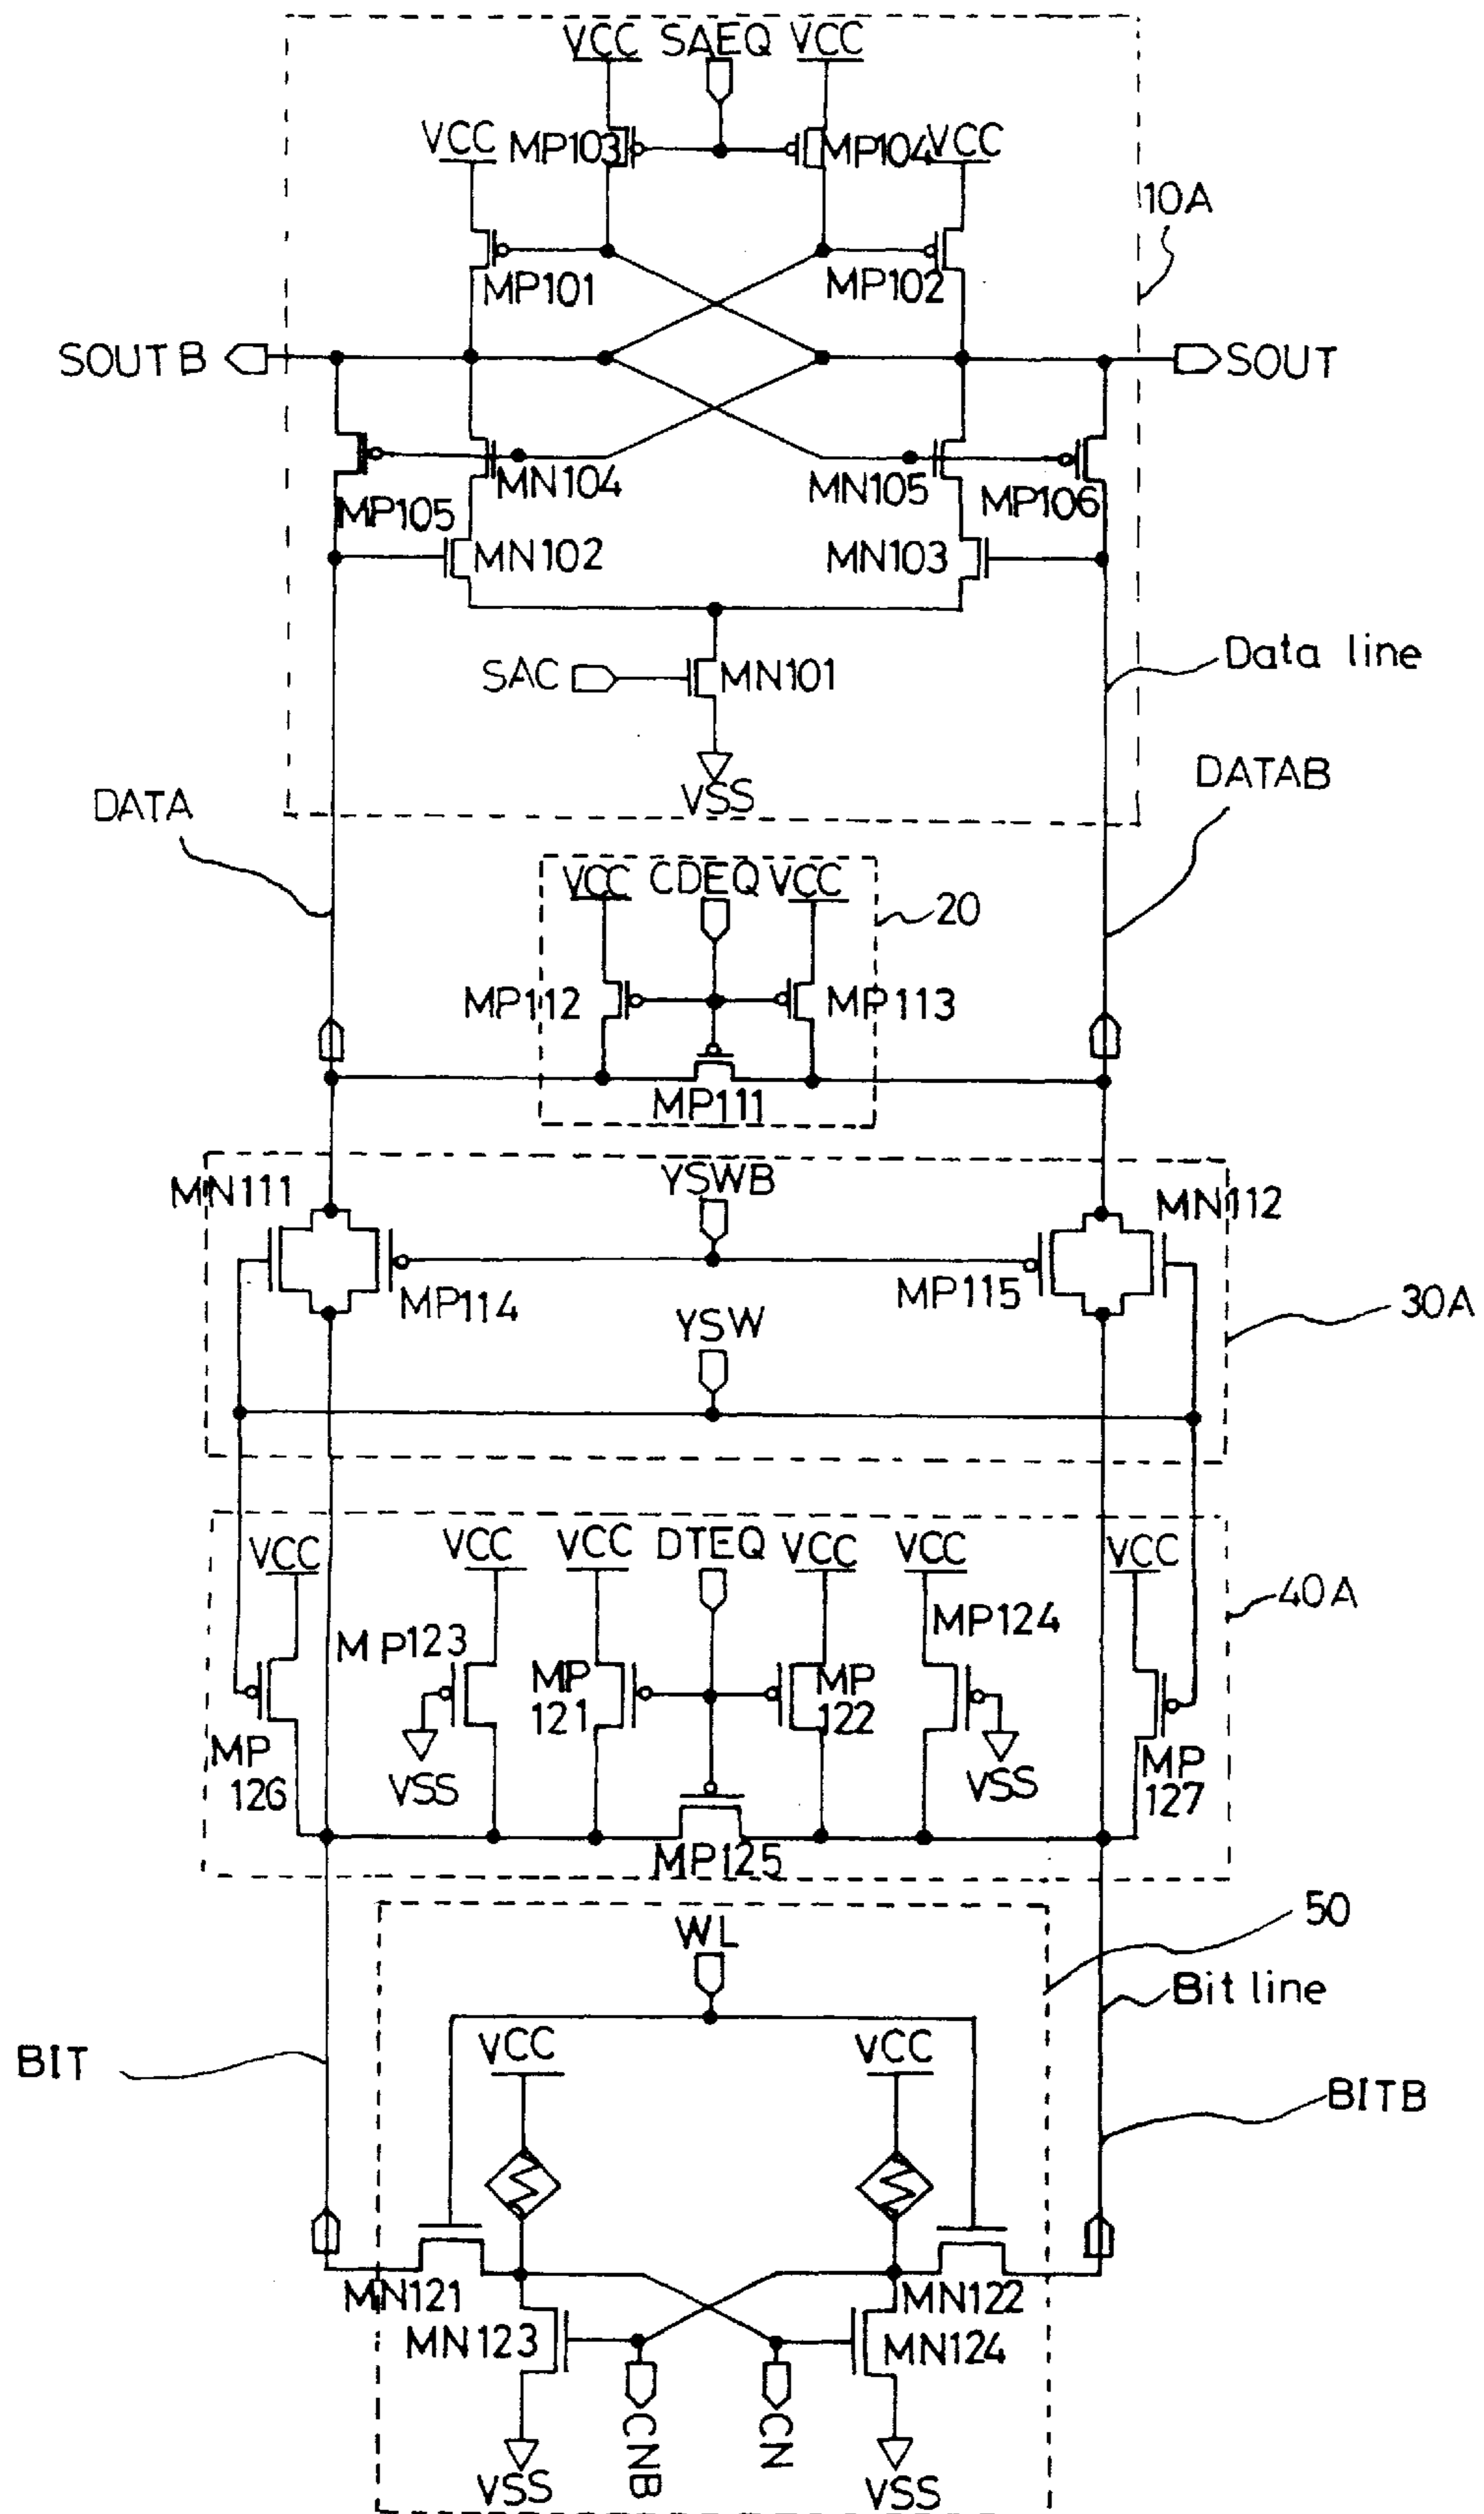 VCC SAEQ VCC
VCC MP103 MP104 VCC
10A
MP101 MP102
SOUTB SOUT
MP105 MN104 MN105 MP106
MN102 MN103
SAC MN101
Data line
VSS
DATA
DATAB
VCC CDEQ VCC
20
MP112 MP113
MP111
MN111 YSWB MN112
MP114 MP115
30A
YSW
VCC VCC VCC DTEQ VCC VCC VCC
40A
MP123 MP 121 MP 122 MP124
MP 126 VSS VSS MP 127
MP125
50
WL
Bit line
VCC VCC
BIT
BITB
MN121 MN122
MN123 MN124
CNB CN
VSS VSS